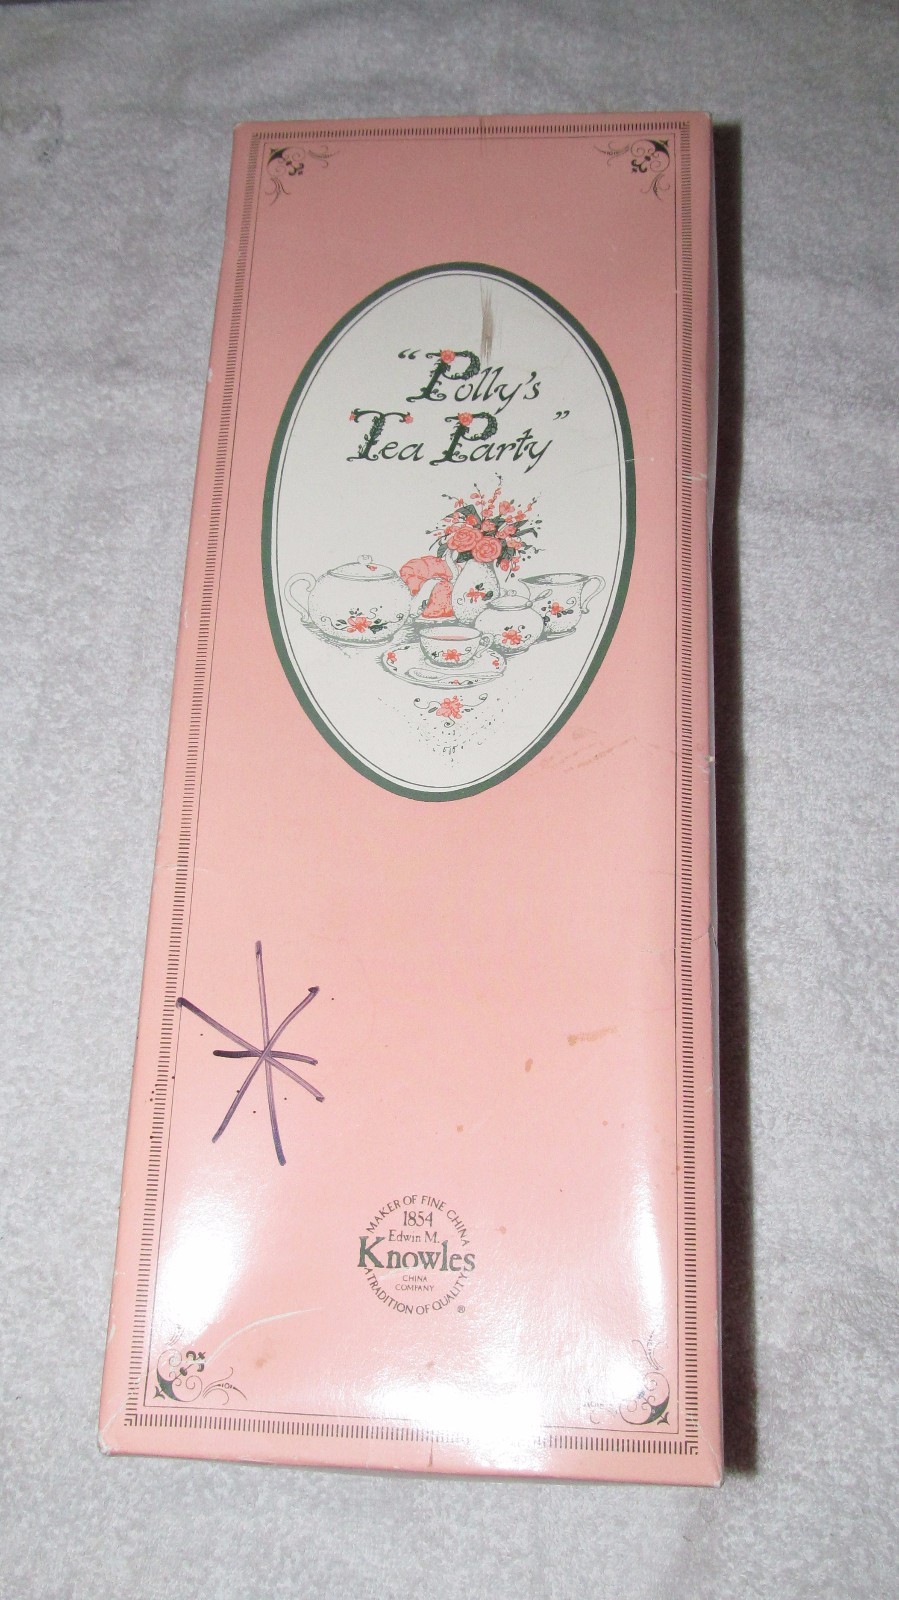 "Polly's
Tea Party"
MAKER OF FINE CHINA
1854
Edwin M.
Knowles
CHINA
COMPANY
A TRADITION OF QUALITY
®